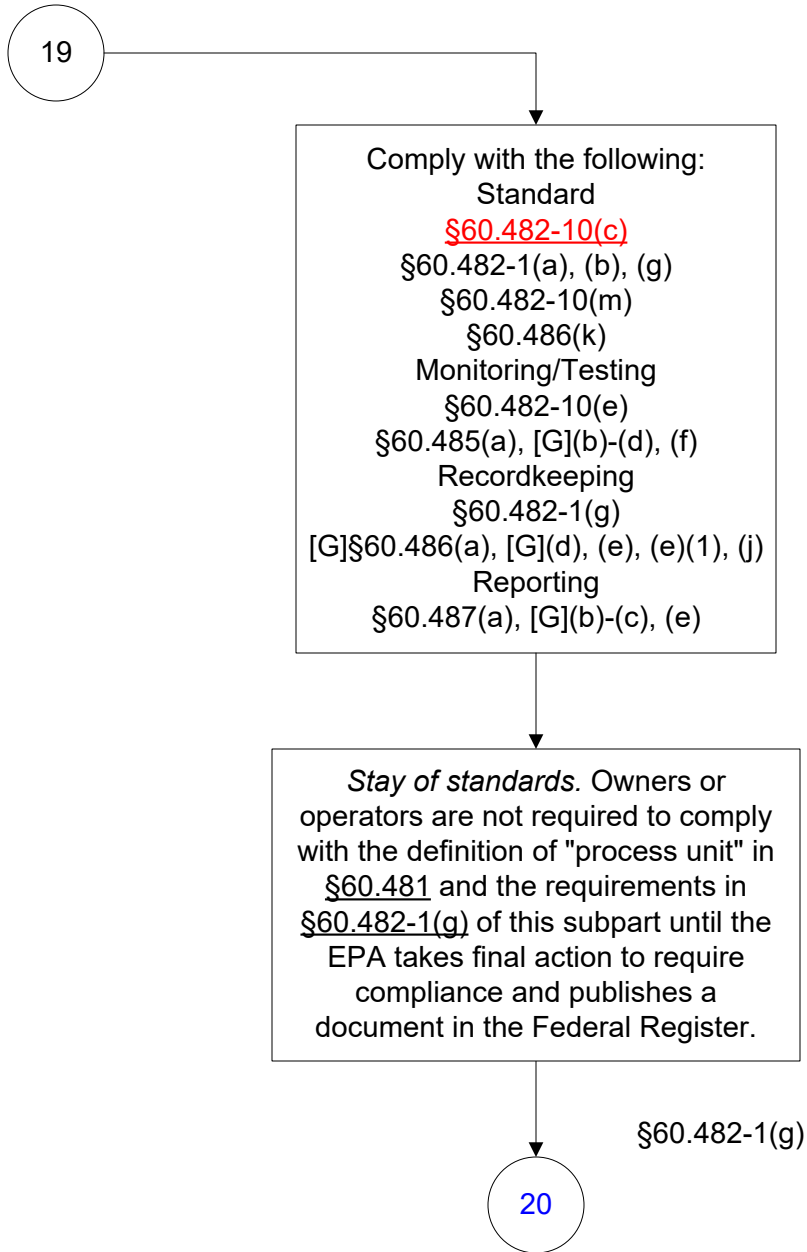 19
Comply with the following:
Standard
§60.482-10(c)
§60.482-1(a), (b), (g)
§60.482-10(m)
§60.486(k)
Monitoring/Testing
§60.482-10(e)
§60.485(a), [G](b)-(d), (f)
Recordkeeping
§60.482-1(g)
[G]§60.486(a), [G](d), (e), (e)(1), (j)
Reporting
§60.487(a), [G](b)-(c), (e)
Stay of standards. Owners or
operators are not required to comply
with the definition of "process unit" in
§60.481 and the requirements in
§60.482-1(g) of this subpart until the
EPA takes final action to require
compliance and publishes a
document in the Federal Register.
§60.482-1(g)
20